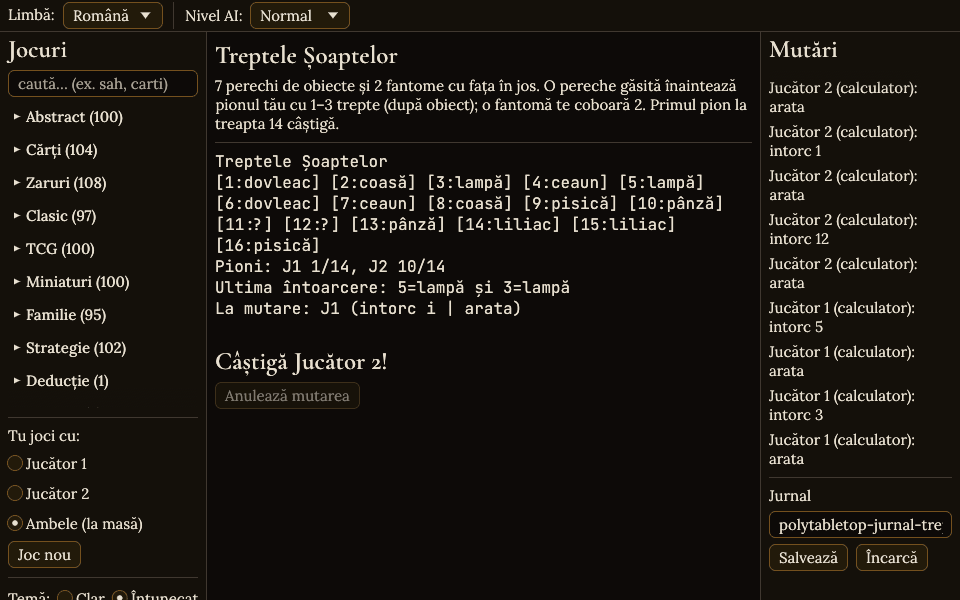 Limbă:
Română
Nivel AI:
Normal
Jocuri
caută... (ex. sah, carti)
Abstract (100)
Cărți (104)
Zaruri (108)
Clasic (97)
TCG (100)
Miniaturi (100)
Familie (95)
Strategie (102)
Deducție (1)
Tu joci cu:
Jucător 1
Jucător 2
Ambele (la masă)
Joc nou
Temă: Clar Întunecat
Treptele Șoaptelor
7 perechi de obiecte și 2 fantome cu fața în jos. O pereche găsită înaintează
pionul tău cu 1–3 trepte (după obiect); o fantomă te coboară 2. Primul pion la
treapta 14 câștigă.
Treptele Șoaptelor
[1:dovleac] [2:coasă] [3:lampă] [4:ceaun] [5:lampă]
[6:dovleac] [7:ceaun] [8:coasă] [9:pisică] [10:pânză]
[11:?] [12:?] [13:pânză] [14:liliac] [15:liliac]
[16:pisică]
Pioni: J1 1/14, J2 10/14
Ultima întoarcere: 5=lampă și 3=lampă
La mutare: J1 (intorc i | arata)
Câștigă Jucător 2!
Anulează mutarea
Mutări
Jucător 2 (calculator):
arata
Jucător 2 (calculator):
intorc 1
Jucător 2 (calculator):
arata
Jucător 2 (calculator):
intorc 12
Jucător 2 (calculator):
arata
Jucător 1 (calculator):
intorc 5
Jucător 1 (calculator):
arata
Jucător 1 (calculator):
intorc 3
Jucător 1 (calculator):
arata
Jurnal
polytabletop-jurnal-tre
Salvează
Încarcă